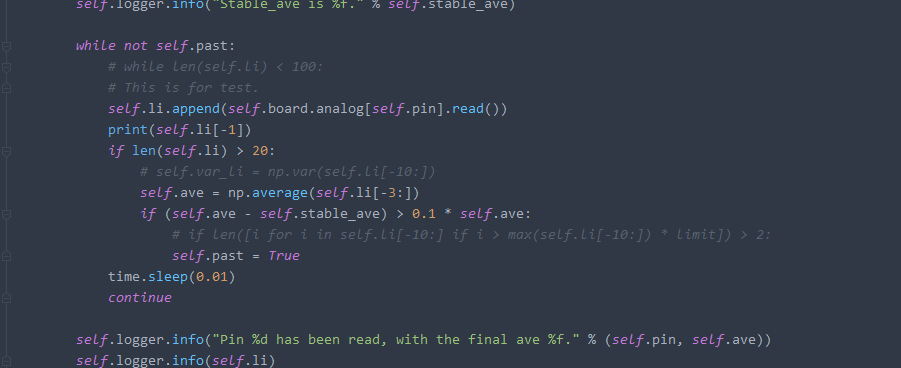 self.logger.info("Stable_ave is %f." % self.stable_ave)
while not self.past:
# while len(self.li) < 100:
# This is for test.
self.li.append(self.board.analog[self.pin].read())
print(self.li[-1])
if len(self.li) > 20:
# self.var_li = np.var(self.li[-10:])
self.ave = np.average(self.li[-3:])
if (self.ave - self.stable_ave) > 0.1 * self.ave:
# if len([i for i in self.li[-10:] if i > max(self.li[-10:]) * limit]) > 2:
self.past = True
time.sleep(0.01)
continue
self.logger.info("Pin %d has been read, with the final ave %f." % (self.pin, self.ave))
self.logger.info(self.li)